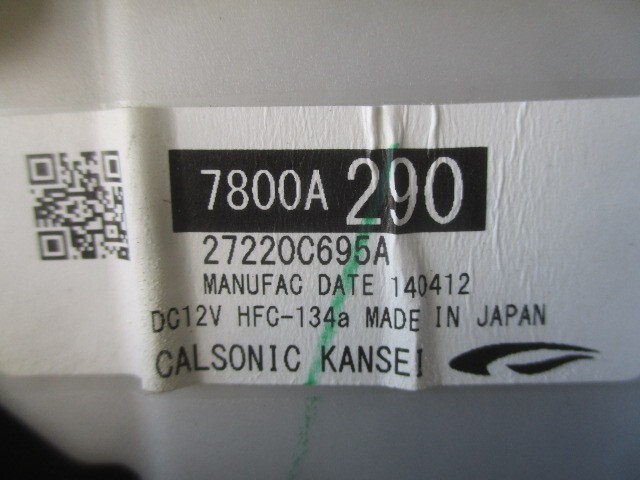 7800A 290
27220C695A
MANUFAC DATE 140412
DC12V HFC-134a MADE IN JAPAN
CALSONIC KANSEI